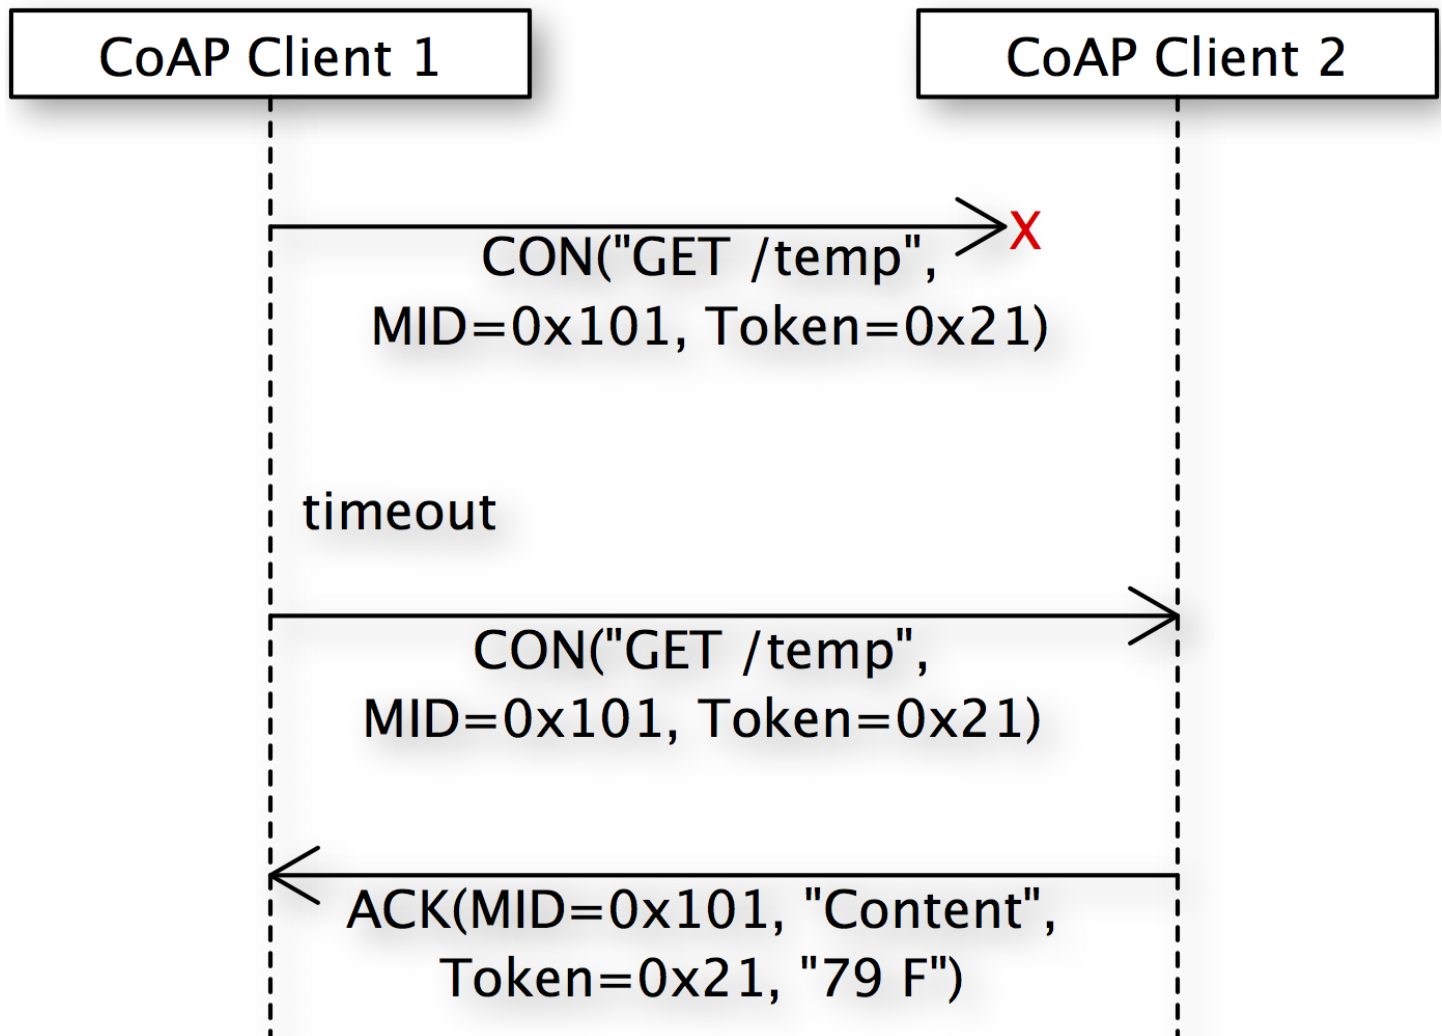 CoAP Client 1
CoAP Client 2
X
CON("GET /temp",
MID=0x101, Token=0x21)
timeout
CON("GET /temp",
MID=0x101, Token=0x21)
ACK(MID=0x101, "Content",
Token=0x21, "79 F")